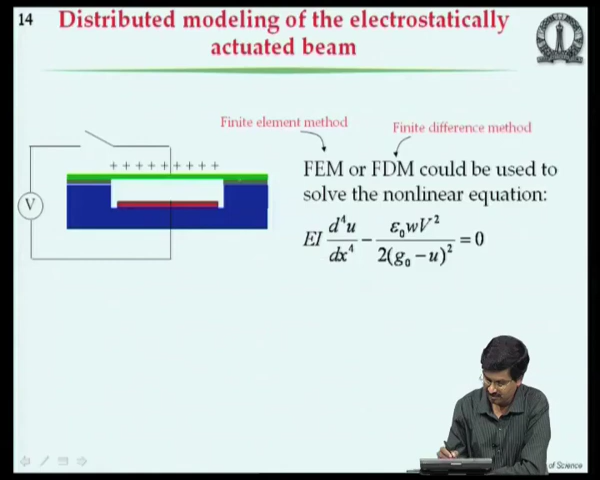 14
Distributed modeling of the electrostatically
actuated beam
Finite element method
Finite difference method
+ + + + + + + + + +
FEM or FDM could be used to
solve the nonlinear equation:
EI d⁴u/dx⁴ − ε₀wV²/2(g₀ − u)² = 0
V
of Science